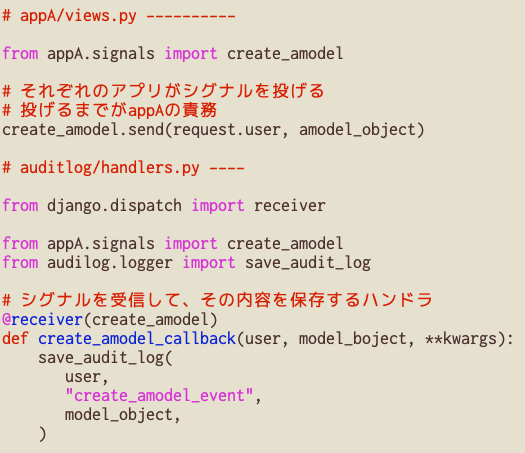 # appA/views.py ----------
from appA.signals import create_amodel
# それぞれのアプリがシグナルを投げる
# 投げるまでがappAの責務
create_amodel.send(request.user, amodel_object)
# auditlog/handlers.py ----
from django.dispatch import receiver
from appA.signals import create_amodel
from audilog.logger import save_audit_log
# シグナルを受信して、その内容を保存するハンドラ
@receiver(create_amodel)
def create_amodel_callback(user, model_boject, **kwargs):
    save_audit_log(
        user,
        "create_amodel_event",
        model_object,
    )